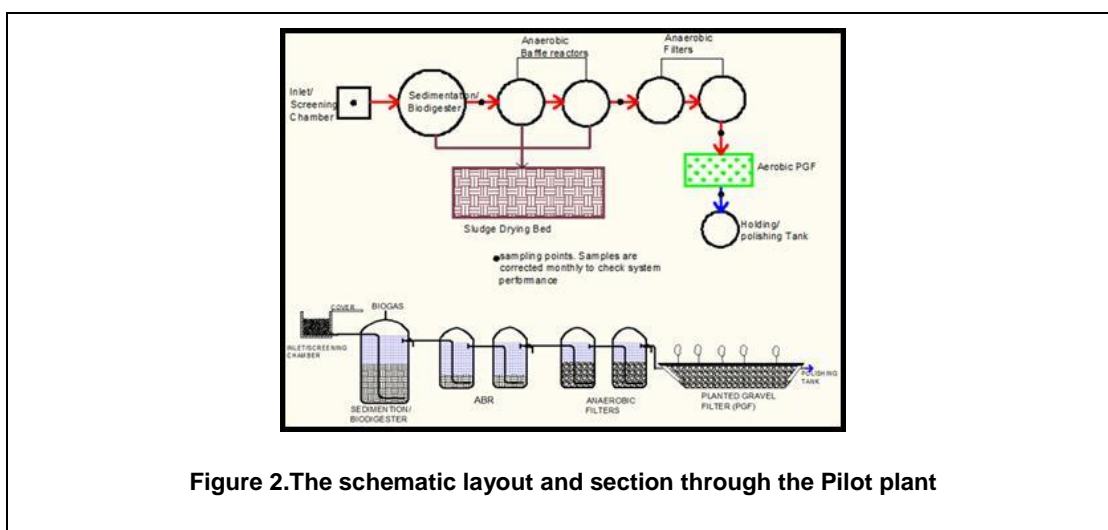 Anaerobic
Baffle reactors
Anaerobic
Filters
Inlet/
Screening
Chamber
Sedimentation/
Biodigester
Aerobic PGF
Sludge Drying Bed
Holding/
polishing Tank
sampling points. Samples are
corrected monthly to check system
performance
COVER
BIOGAS
INLET/SCREENING
CHAMBER
SEDIMENTION/
BIODIGESTER
ABR
ANAEROBIC
FILTERS
PLANTED GRAVEL
FILTER (PGF)
POLISHING
TANK
Figure 2.The schematic layout and section through the Pilot plant